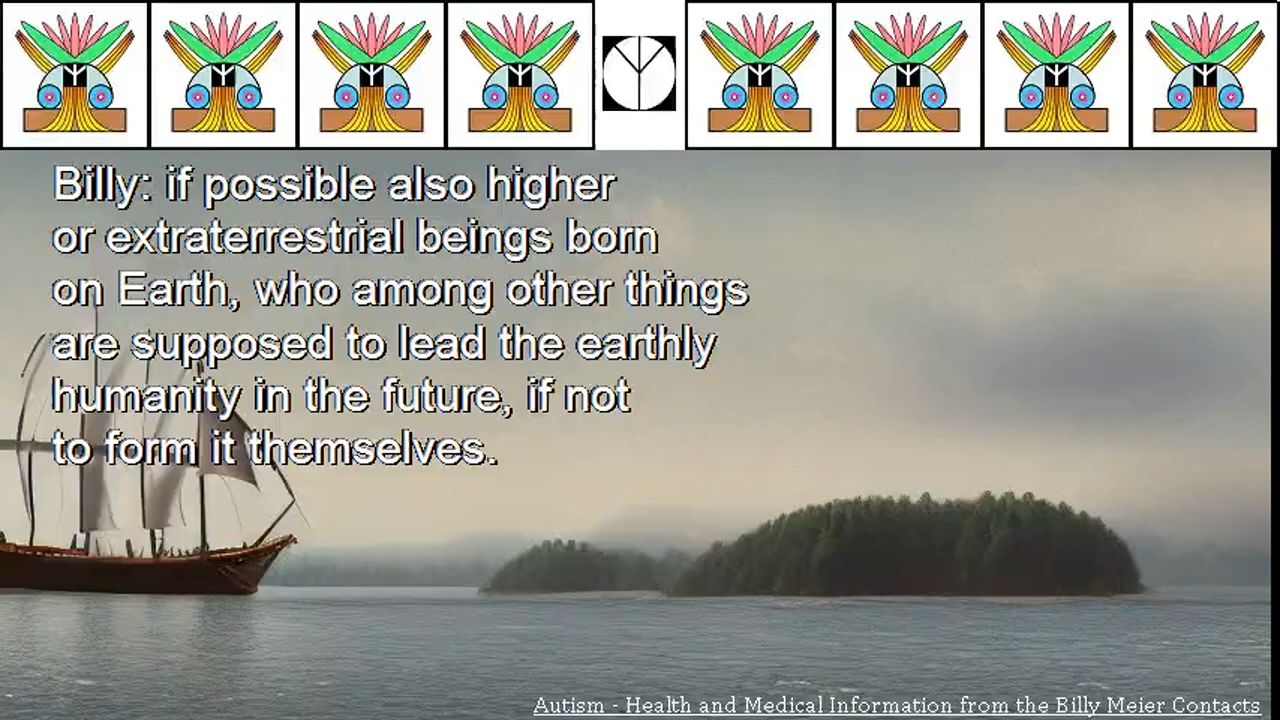 Billy: if possible also higher
or extraterrestrial beings born
on Earth, who among other things
are supposed to lead the earthly
humanity in the future, if not
to form it themselves.
Autism - Health and Medical Information from the Billy Meier Contacts